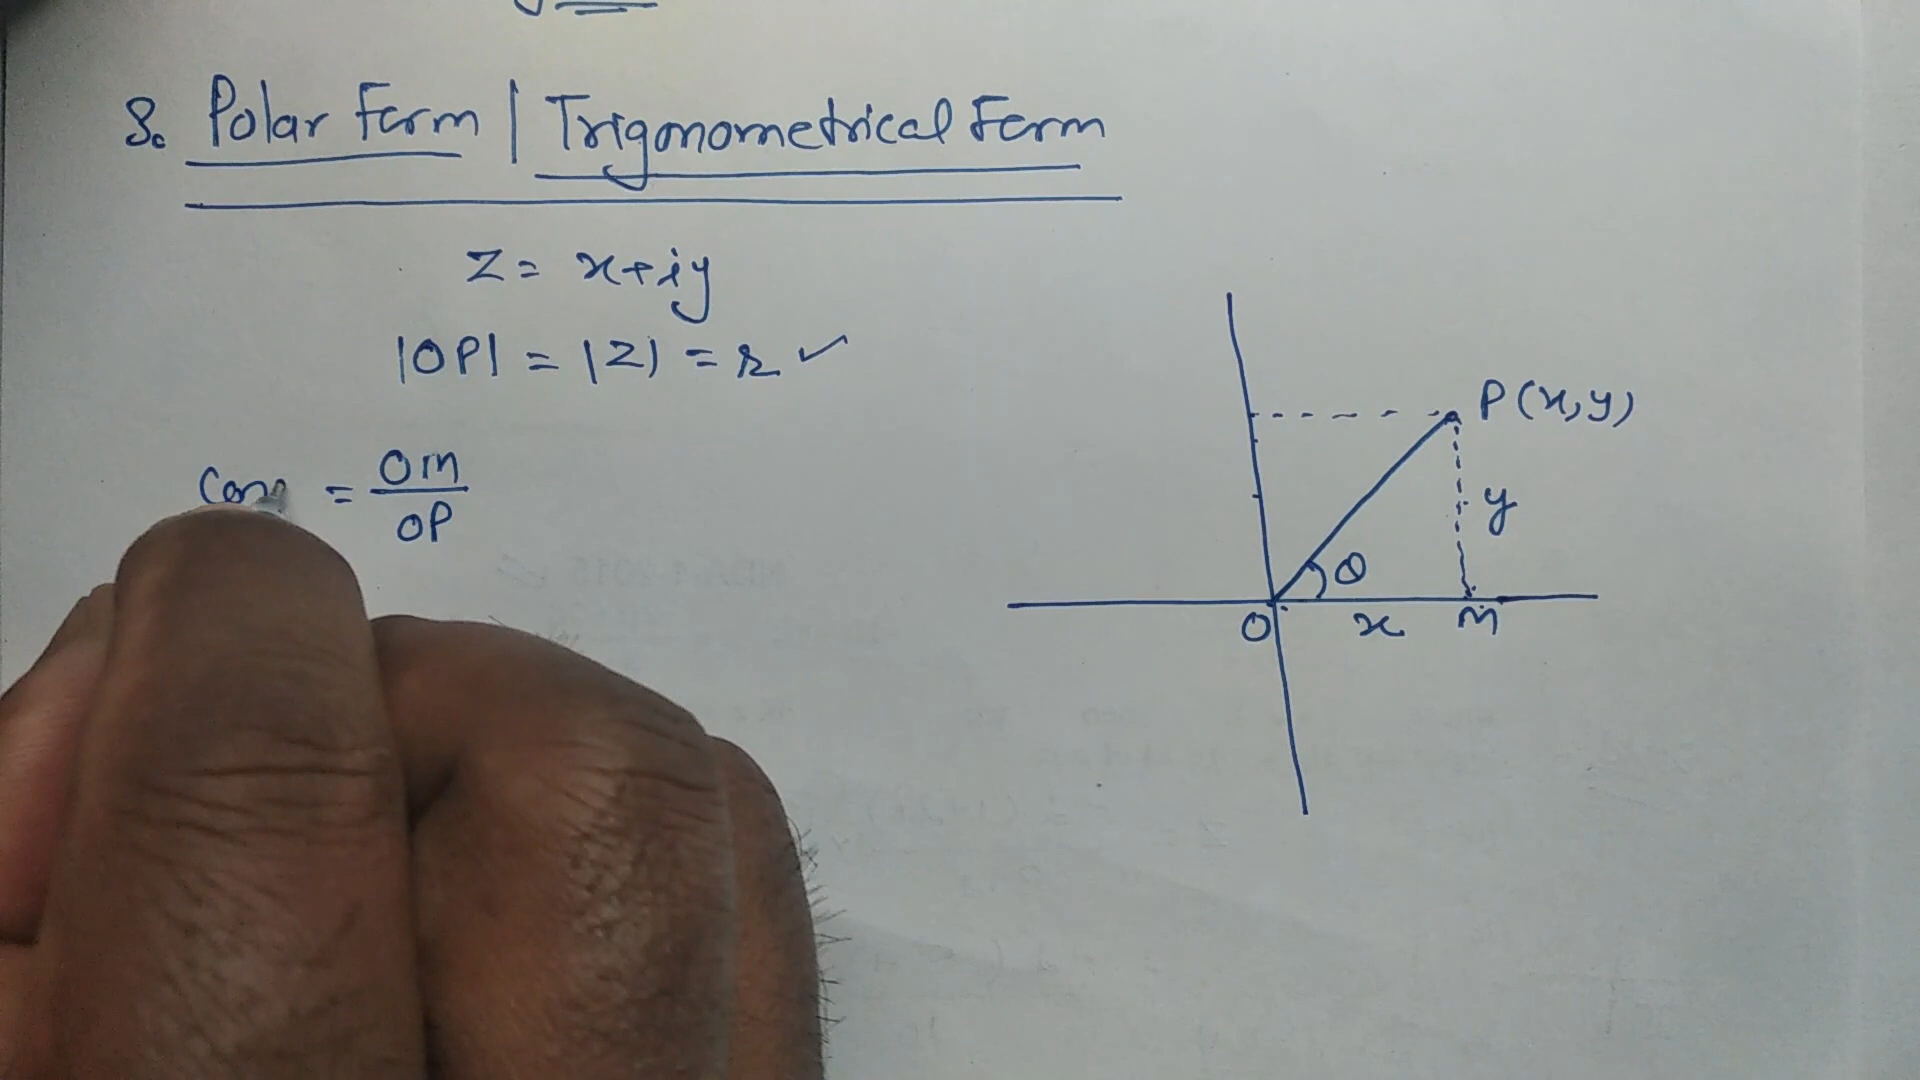 8. Polar Form | Trigonometrical Form
Z = x+iy
|OP| = |Z| = r ✓
Cos = OM/OP
P(x,y)
y
θ
O x M